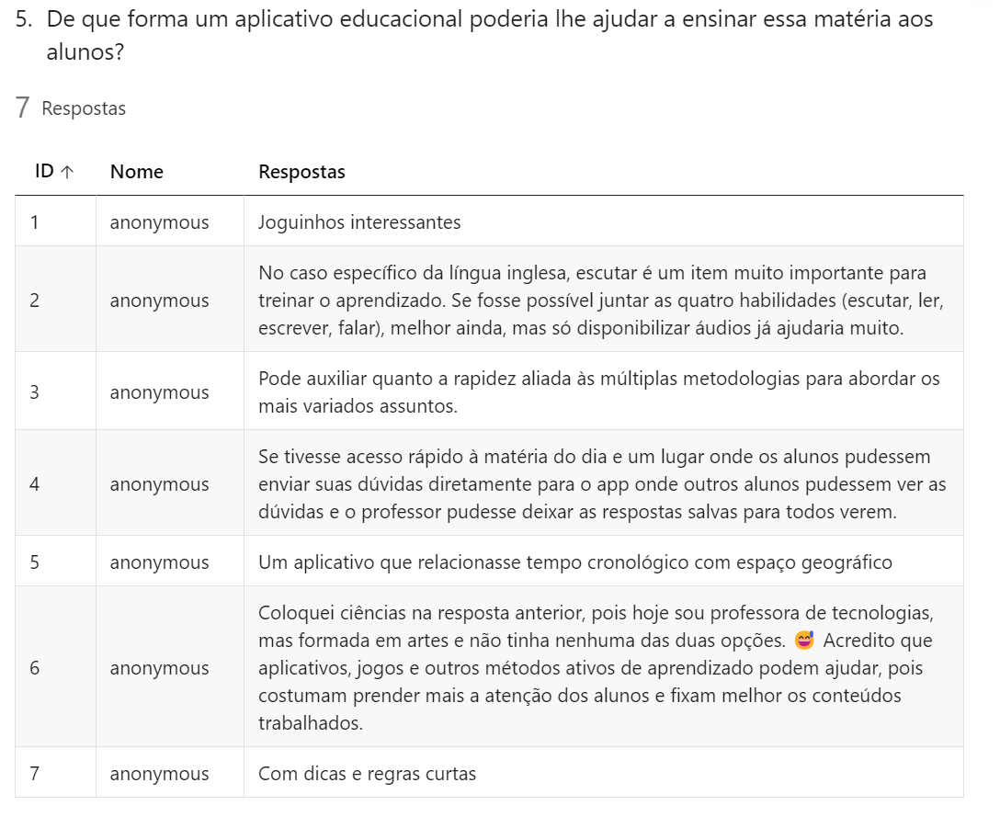 5. De que forma um aplicativo educacional poderia lhe ajudar a ensinar essa matéria aos
alunos?
7 Respostas
ID ↑ Nome Respostas
1 anonymous Joguinhos interessantes
2 anonymous No caso específico da língua inglesa, escutar é um item muito importante para
treinar o aprendizado. Se fosse possível juntar as quatro habilidades (escutar, ler,
escrever, falar), melhor ainda, mas só disponibilizar áudios já ajudaria muito.
3 anonymous Pode auxiliar quanto a rapidez aliada às múltiplas metodologias para abordar os
mais variados assuntos.
4 anonymous Se tivesse acesso rápido à matéria do dia e um lugar onde os alunos pudessem
enviar suas dúvidas diretamente para o app onde outros alunos pudessem ver as
dúvidas e o professor pudesse deixar as respostas salvas para todos verem.
5 anonymous Um aplicativo que relacionasse tempo cronológico com espaço geográfico
6 anonymous Coloquei ciências na resposta anterior, pois hoje sou professora de tecnologias,
mas formada em artes e não tinha nenhuma das duas opções. 😅 Acredito que
aplicativos, jogos e outros métodos ativos de aprendizado podem ajudar, pois
costumam prender mais a atenção dos alunos e fixam melhor os conteúdos
trabalhados.
7 anonymous Com dicas e regras curtas